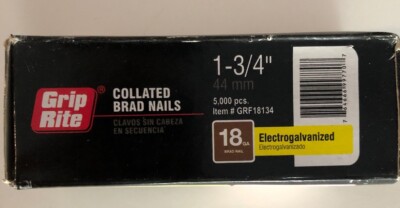 Grip
Rite®
COLLATED
BRAD NAILS
CLAVOS SIN CABEZA
EN SECUENCIA
1-3/4"
44 mm
5,000 pcs.
Item # GRF18134
18 GA
BRAD NAIL
Electrogalvanized
Electrogalvanizado